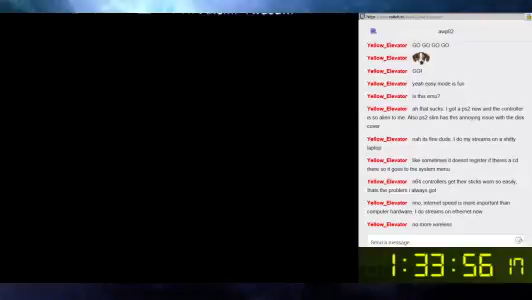 awp02
Yellow_Elevator GO GO GO GO
Yellow_Elevator
Yellow_Elevator GG!
Yellow_Elevator yeah easy mode is fun
Yellow_Elevator is this emu?
Yellow_Elevator ah that sucks. I got a ps2 now and the controller
is so alien to me. Also ps2 slim has this annoying issue with the disk
cover
Yellow_Elevator nah its fine dude. I do my streams on a shitty
laptop
Yellow_Elevator like sometimes it doesnt register if theres a cd
there so it goes to the system menu
Yellow_Elevator n64 controllers get their sticks worn so easily,
thats the problem i always got
Yellow_Elevator imo, internet speed is more important than
computer hardware. I do streams on ethernet now
Yellow_Elevator no more wireless
Send a message
1:33:56 17